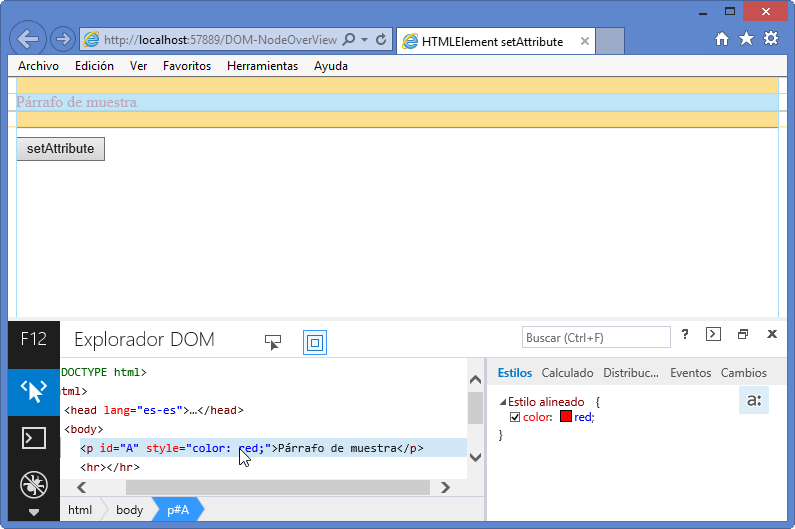 http://localhost:57889/DOM-NodeOverView
HTMLElement setAttribute
Archivo Edición Ver Favoritos Herramientas Ayuda
Párrafo de muestra
setAttribute
F12 Explorador DOM Buscar (Ctrl+F) ?
DOCTYPE html>
html>
<head lang="es-es">…</head>
<body>
<p id="A" style="color: red;">Párrafo de muestra</p>
<hr></hr>
html body p#A
Estilos Calculado Distribuc... Eventos Cambios
Estilo alineado {
a:
color: red;
}